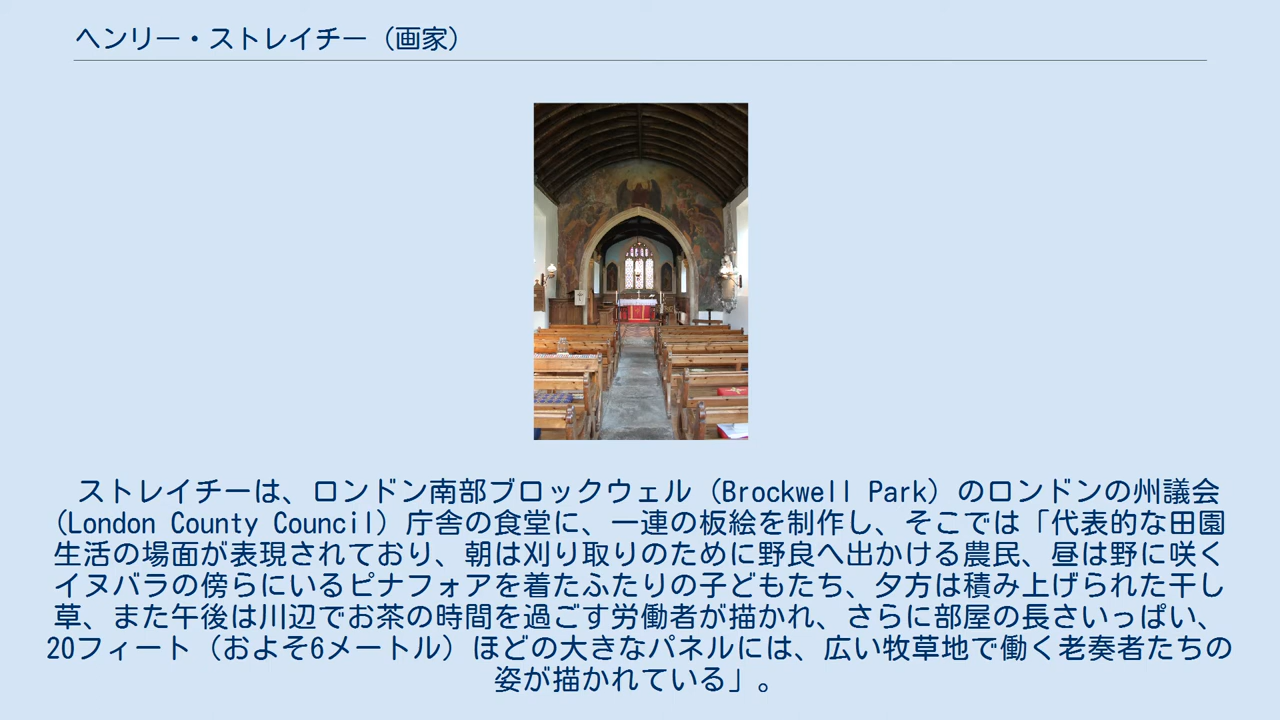 ヘンリー・ストレイチー（画家）
ストレイチーは、ロンドン南部ブロックウェル（Brockwell Park）のロンドンの州議会
(London County Council）庁舎の食堂に、一連の板絵を制作し、そこでは「代表的な田園
生活の場面が表現されており、朝は刈り取りのために野良へ出かける農民、昼は野に咲く
イヌバラの傍らにいるピナフォアを着たふたりの子どもたち、夕方は積み上げられた干し
草、また午後は川辺でお茶の時間を過ごす労働者が描かれ、さらに部屋の長さいっぱい、
20フィート（およそ6メートル）ほどの大きなパネルには、広い牧草地で働く老奏者たちの
姿が描かれている」。